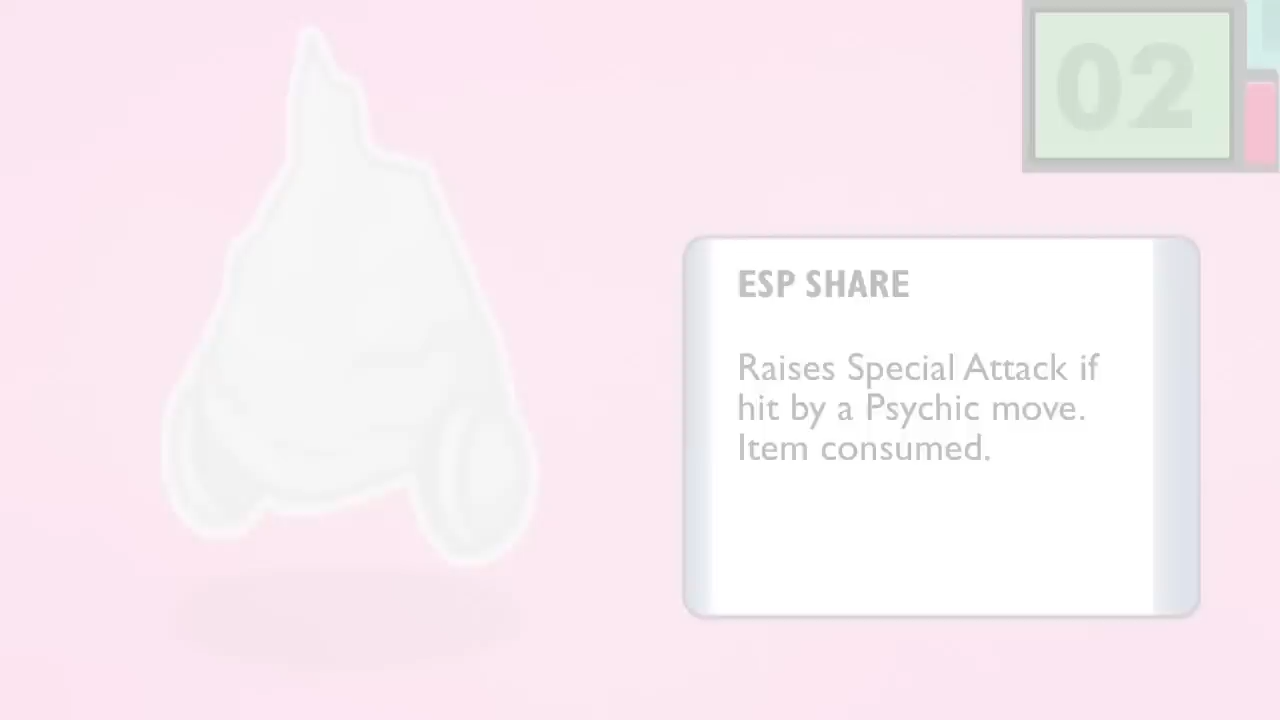 02
ESP SHARE
Raises Special Attack if
hit by a Psychic move.
Item consumed.